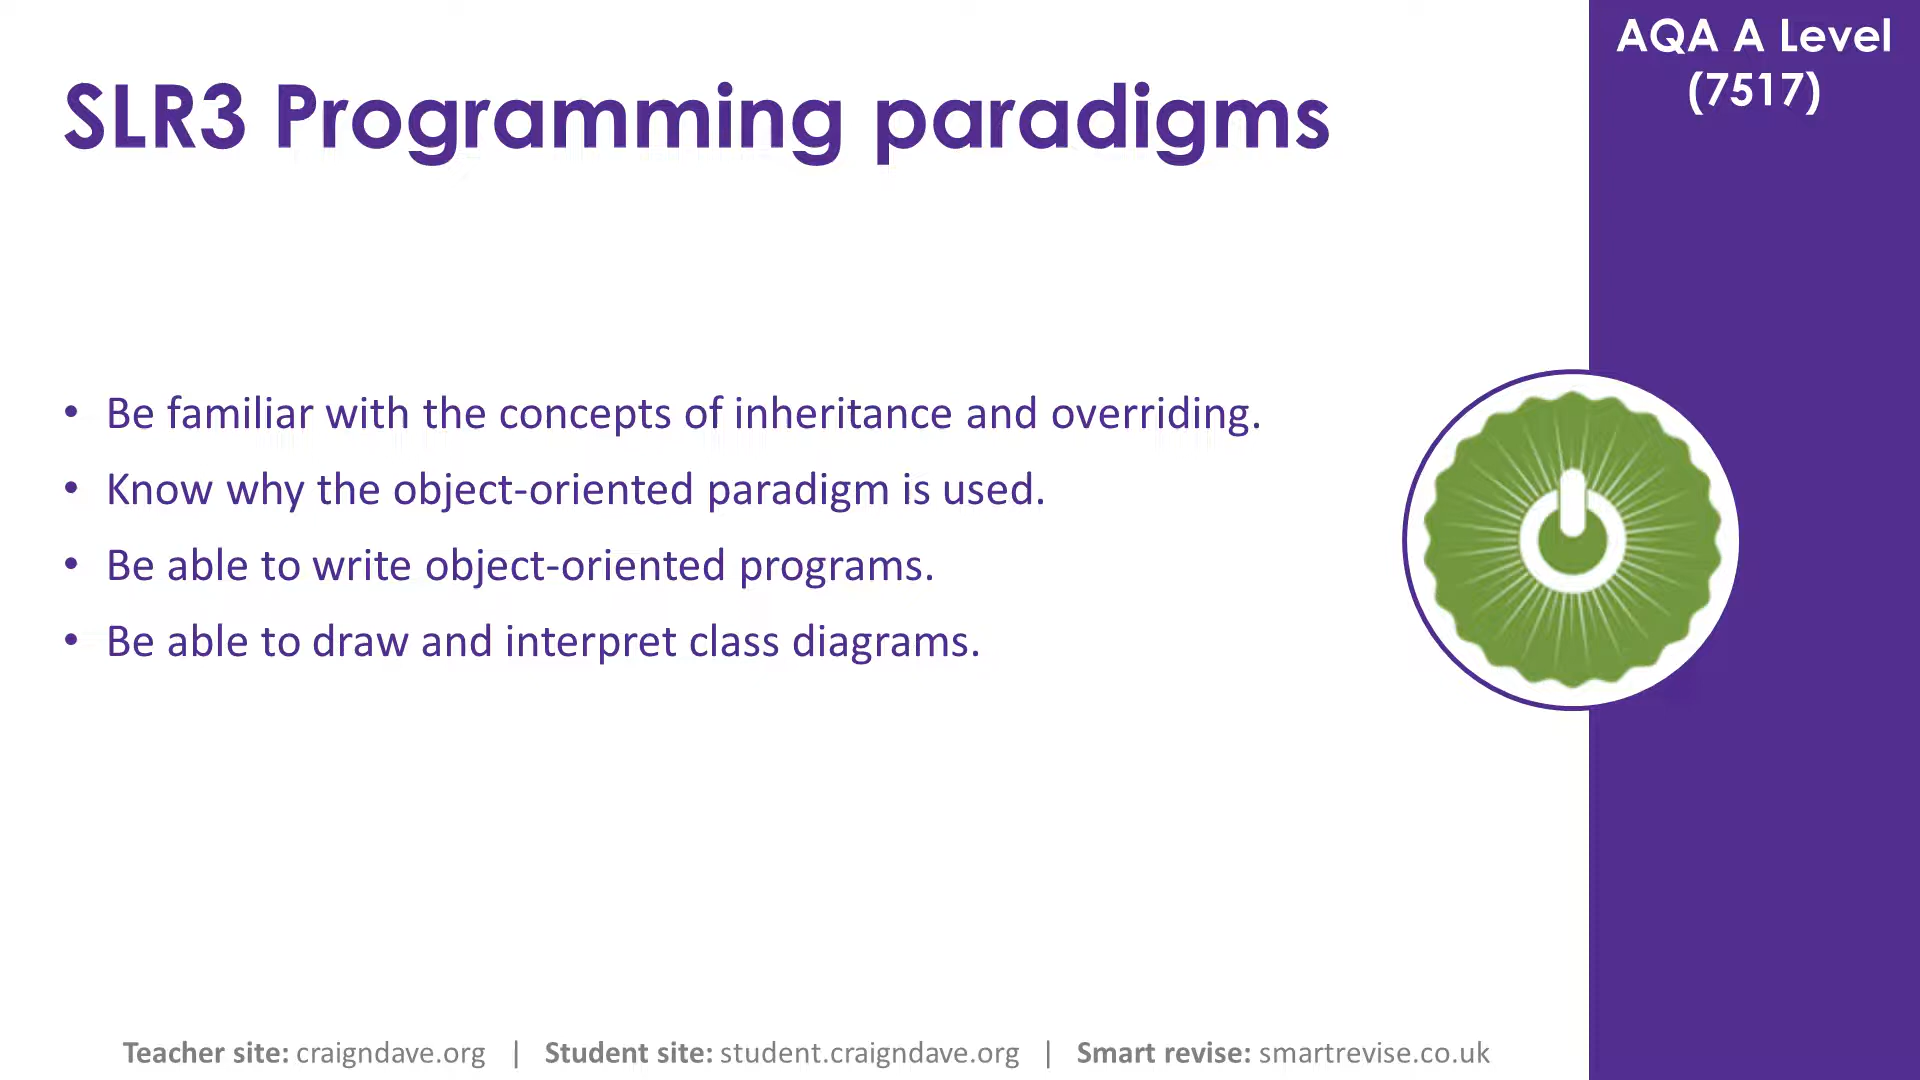 AQA A Level
(7517)
SLR3 Programming paradigms
• Be familiar with the concepts of inheritance and overriding.
• Know why the object-oriented paradigm is used.
• Be able to write object-oriented programs.
• Be able to draw and interpret class diagrams.
Teacher site: craigndave.org | Student site: student.craigndave.org | Smart revise: smartrevise.co.uk